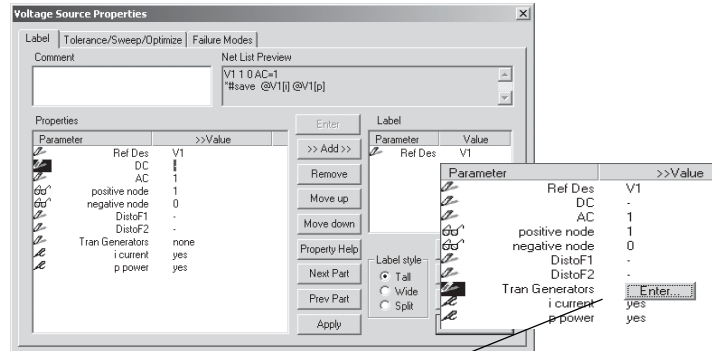 Voltage Source Properties
Label Tolerance/Sweep/Optimize Failure Modes
Comment Net List Preview
V1 1 0 AC=1
*#save @V1[i] @V1[p]
Properties
Parameter >>Value
Ref Des V1
DC
AC 1
positive node 1
negative node 0
DistoF1 -
DistoF2 -
Tran Generators none
i current yes
p power yes
Enter
>> Add >>
Remove
Move up
Move down
Property Help
Next Part
Prev Part
Apply
Label
Parameter Value
Ref Des V1
Label style
Tall
Wide
Split
Parameter >>Value
Ref Des V1
DC -
AC 1
positive node 1
negative node 0
DistoF1 -
DistoF2 -
Tran Generators Enter...
i current yes
p power yes